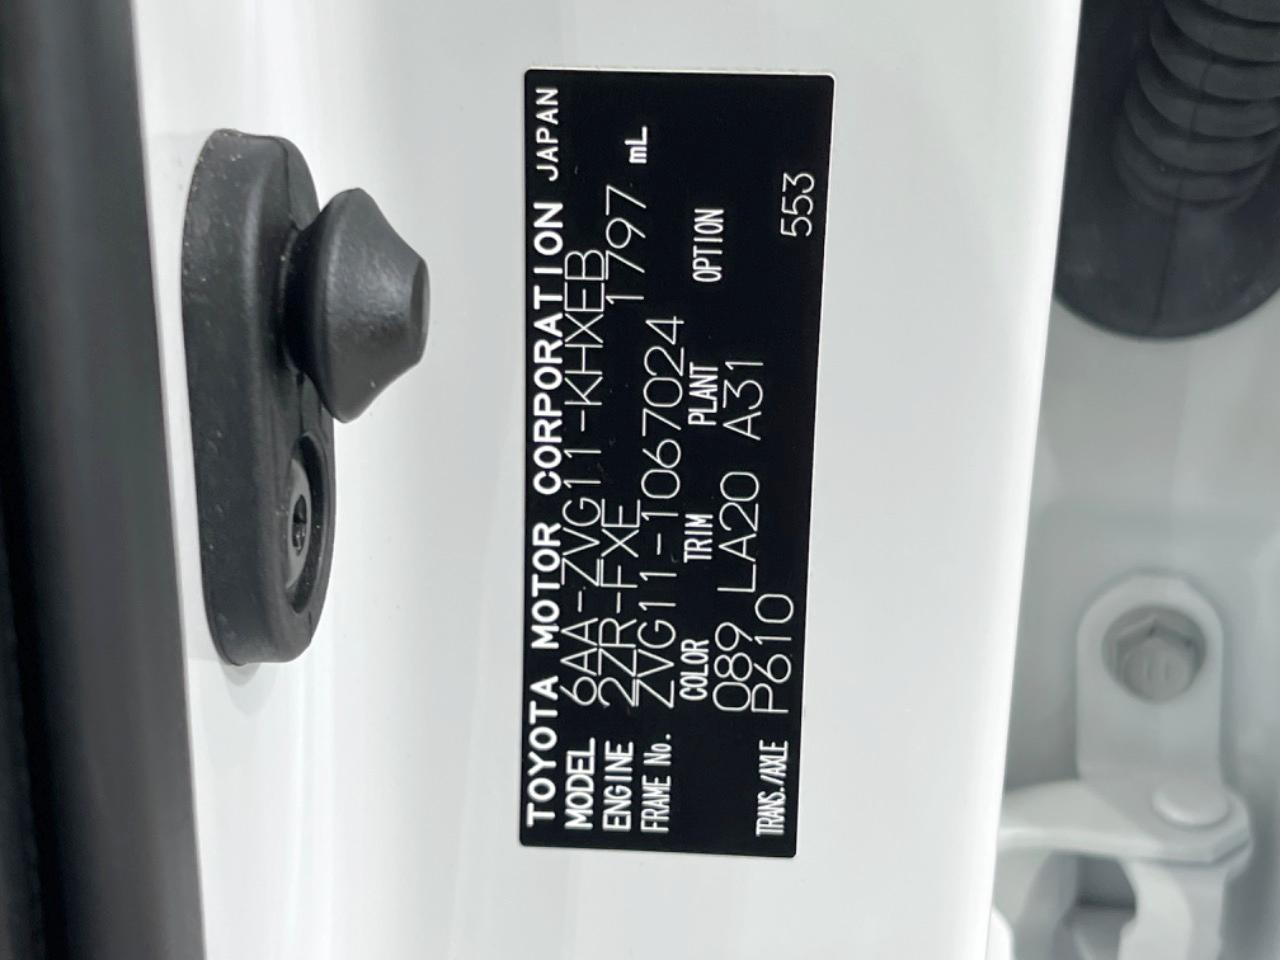 TOYOTA MOTOR CORPORATION JAPAN
MODEL 6AA-ZVG11-KHXEB
ENGINE 2ZR-FXE 1797 mL
FRAME No. ZVG11-1067024
COLOR TRIM PLANT OPTION
089 LA20 A31
TRANS./AXLE P610 553